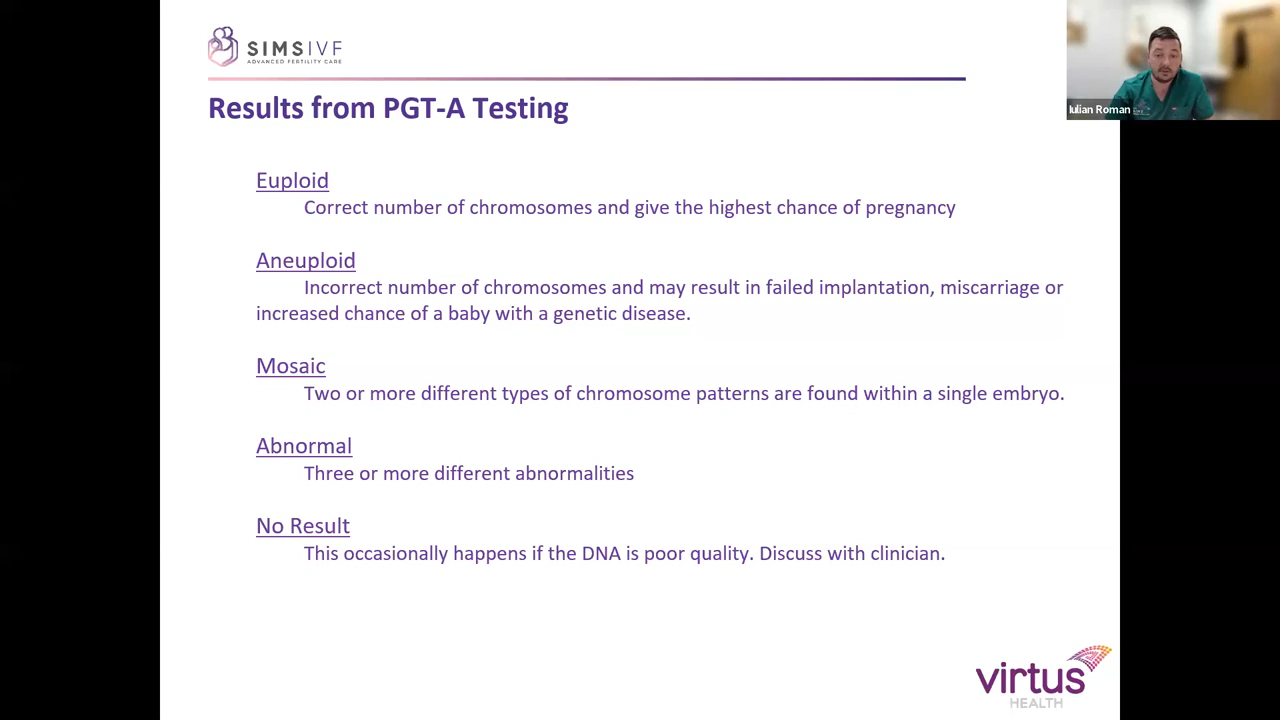 SIMSIVF
ADVANCED FERTILITY CARE
Iulian Roman
Results from PGT-A Testing
Euploid
Correct number of chromosomes and give the highest chance of pregnancy
Aneuploid
Incorrect number of chromosomes and may result in failed implantation, miscarriage or
increased chance of a baby with a genetic disease.
Mosaic
Two or more different types of chromosome patterns are found within a single embryo.
Abnormal
Three or more different abnormalities
No Result
This occasionally happens if the DNA is poor quality. Discuss with clinician.
virtus
HEALTH